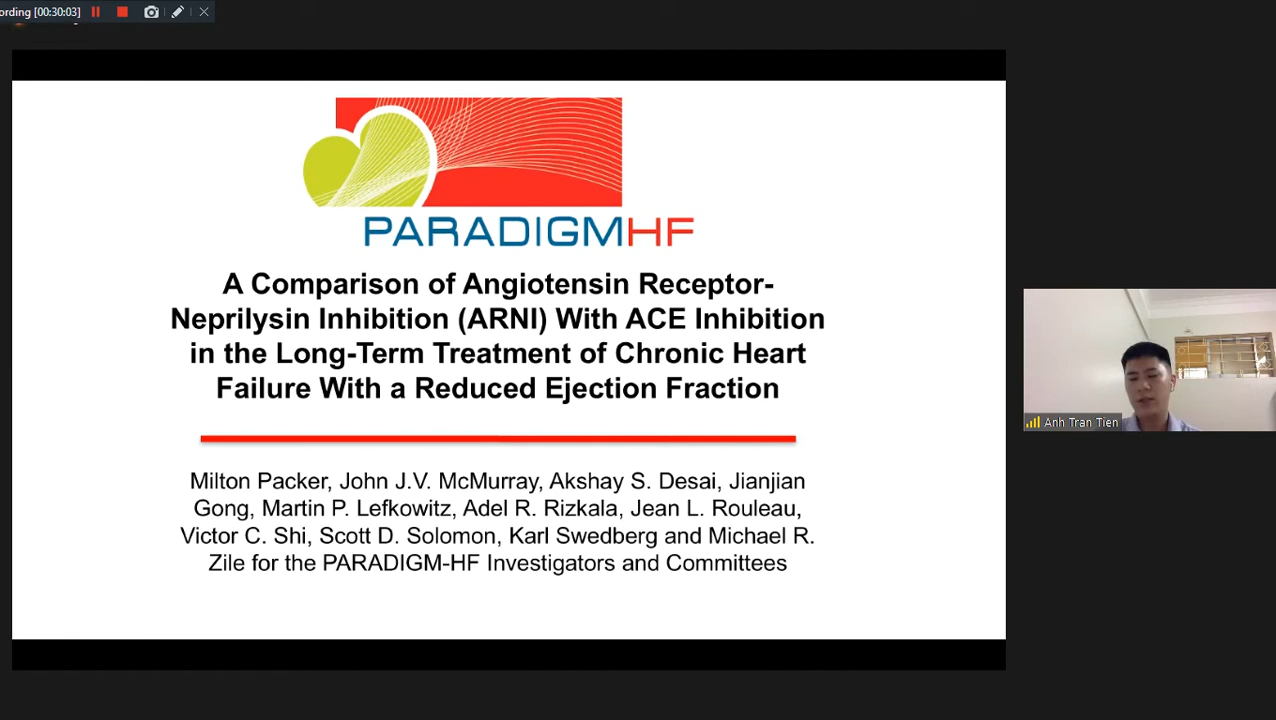 ording [00:30:03]
PARADIGMHF
A Comparison of Angiotensin Receptor-
Neprilysin Inhibition (ARNI) With ACE Inhibition
in the Long-Term Treatment of Chronic Heart
Failure With a Reduced Ejection Fraction
Milton Packer, John J.V. McMurray, Akshay S. Desai, Jianjian
Gong, Martin P. Lefkowitz, Adel R. Rizkala, Jean L. Rouleau,
Victor C. Shi, Scott D. Solomon, Karl Swedberg and Michael R.
Zile for the PARADIGM-HF Investigators and Committees
Anh Tran Tien